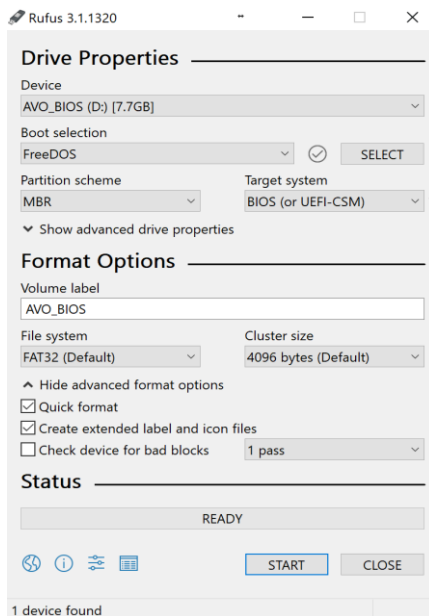 Rufus 3.1.1320
Drive Properties
Device
AVO_BIOS (D:) [7.7GB]
Boot selection
FreeDOS SELECT
Partition scheme Target system
MBR BIOS (or UEFI-CSM)
Show advanced drive properties
Format Options
Volume label
AVO_BIOS
File system Cluster size
FAT32 (Default) 4096 bytes (Default)
Hide advanced format options
Quick format
Create extended label and icon files
Check device for bad blocks 1 pass
Status
READY
START CLOSE
1 device found